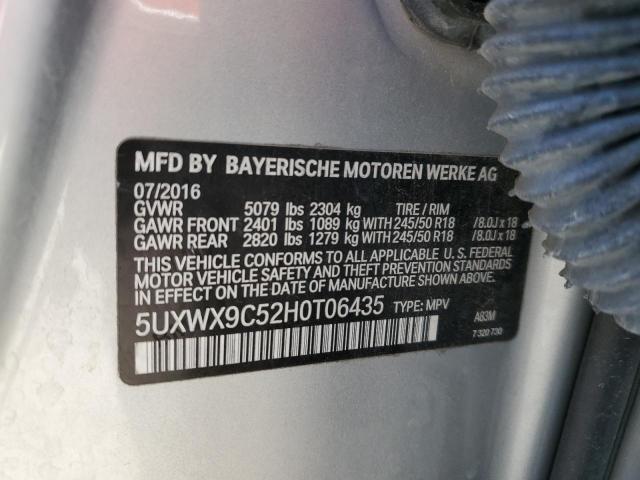 MFD BY BAYERISCHE MOTOREN WERKE AG
07/2016
GVWR 5079 lbs 2304 kg TIRE / RIM
GAWR FRONT 2401 lbs 1089 kg WITH 245/50 R18 /8.0J x 18
GAWR REAR 2820 lbs 1279 kg WITH 245/50 R18 /8.0J x 18
THIS VEHICLE CONFORMS TO ALL APPLICABLE U. S. FEDERAL
MOTOR VEHICLE SAFETY AND THEFT PREVENTION STANDARDS
IN EFFECT ON THE DATE OF MANUFACTURE SHOWN ABOVE.
5UXWX9C52H0T06435 TYPE: MPV A83M
7 320 730